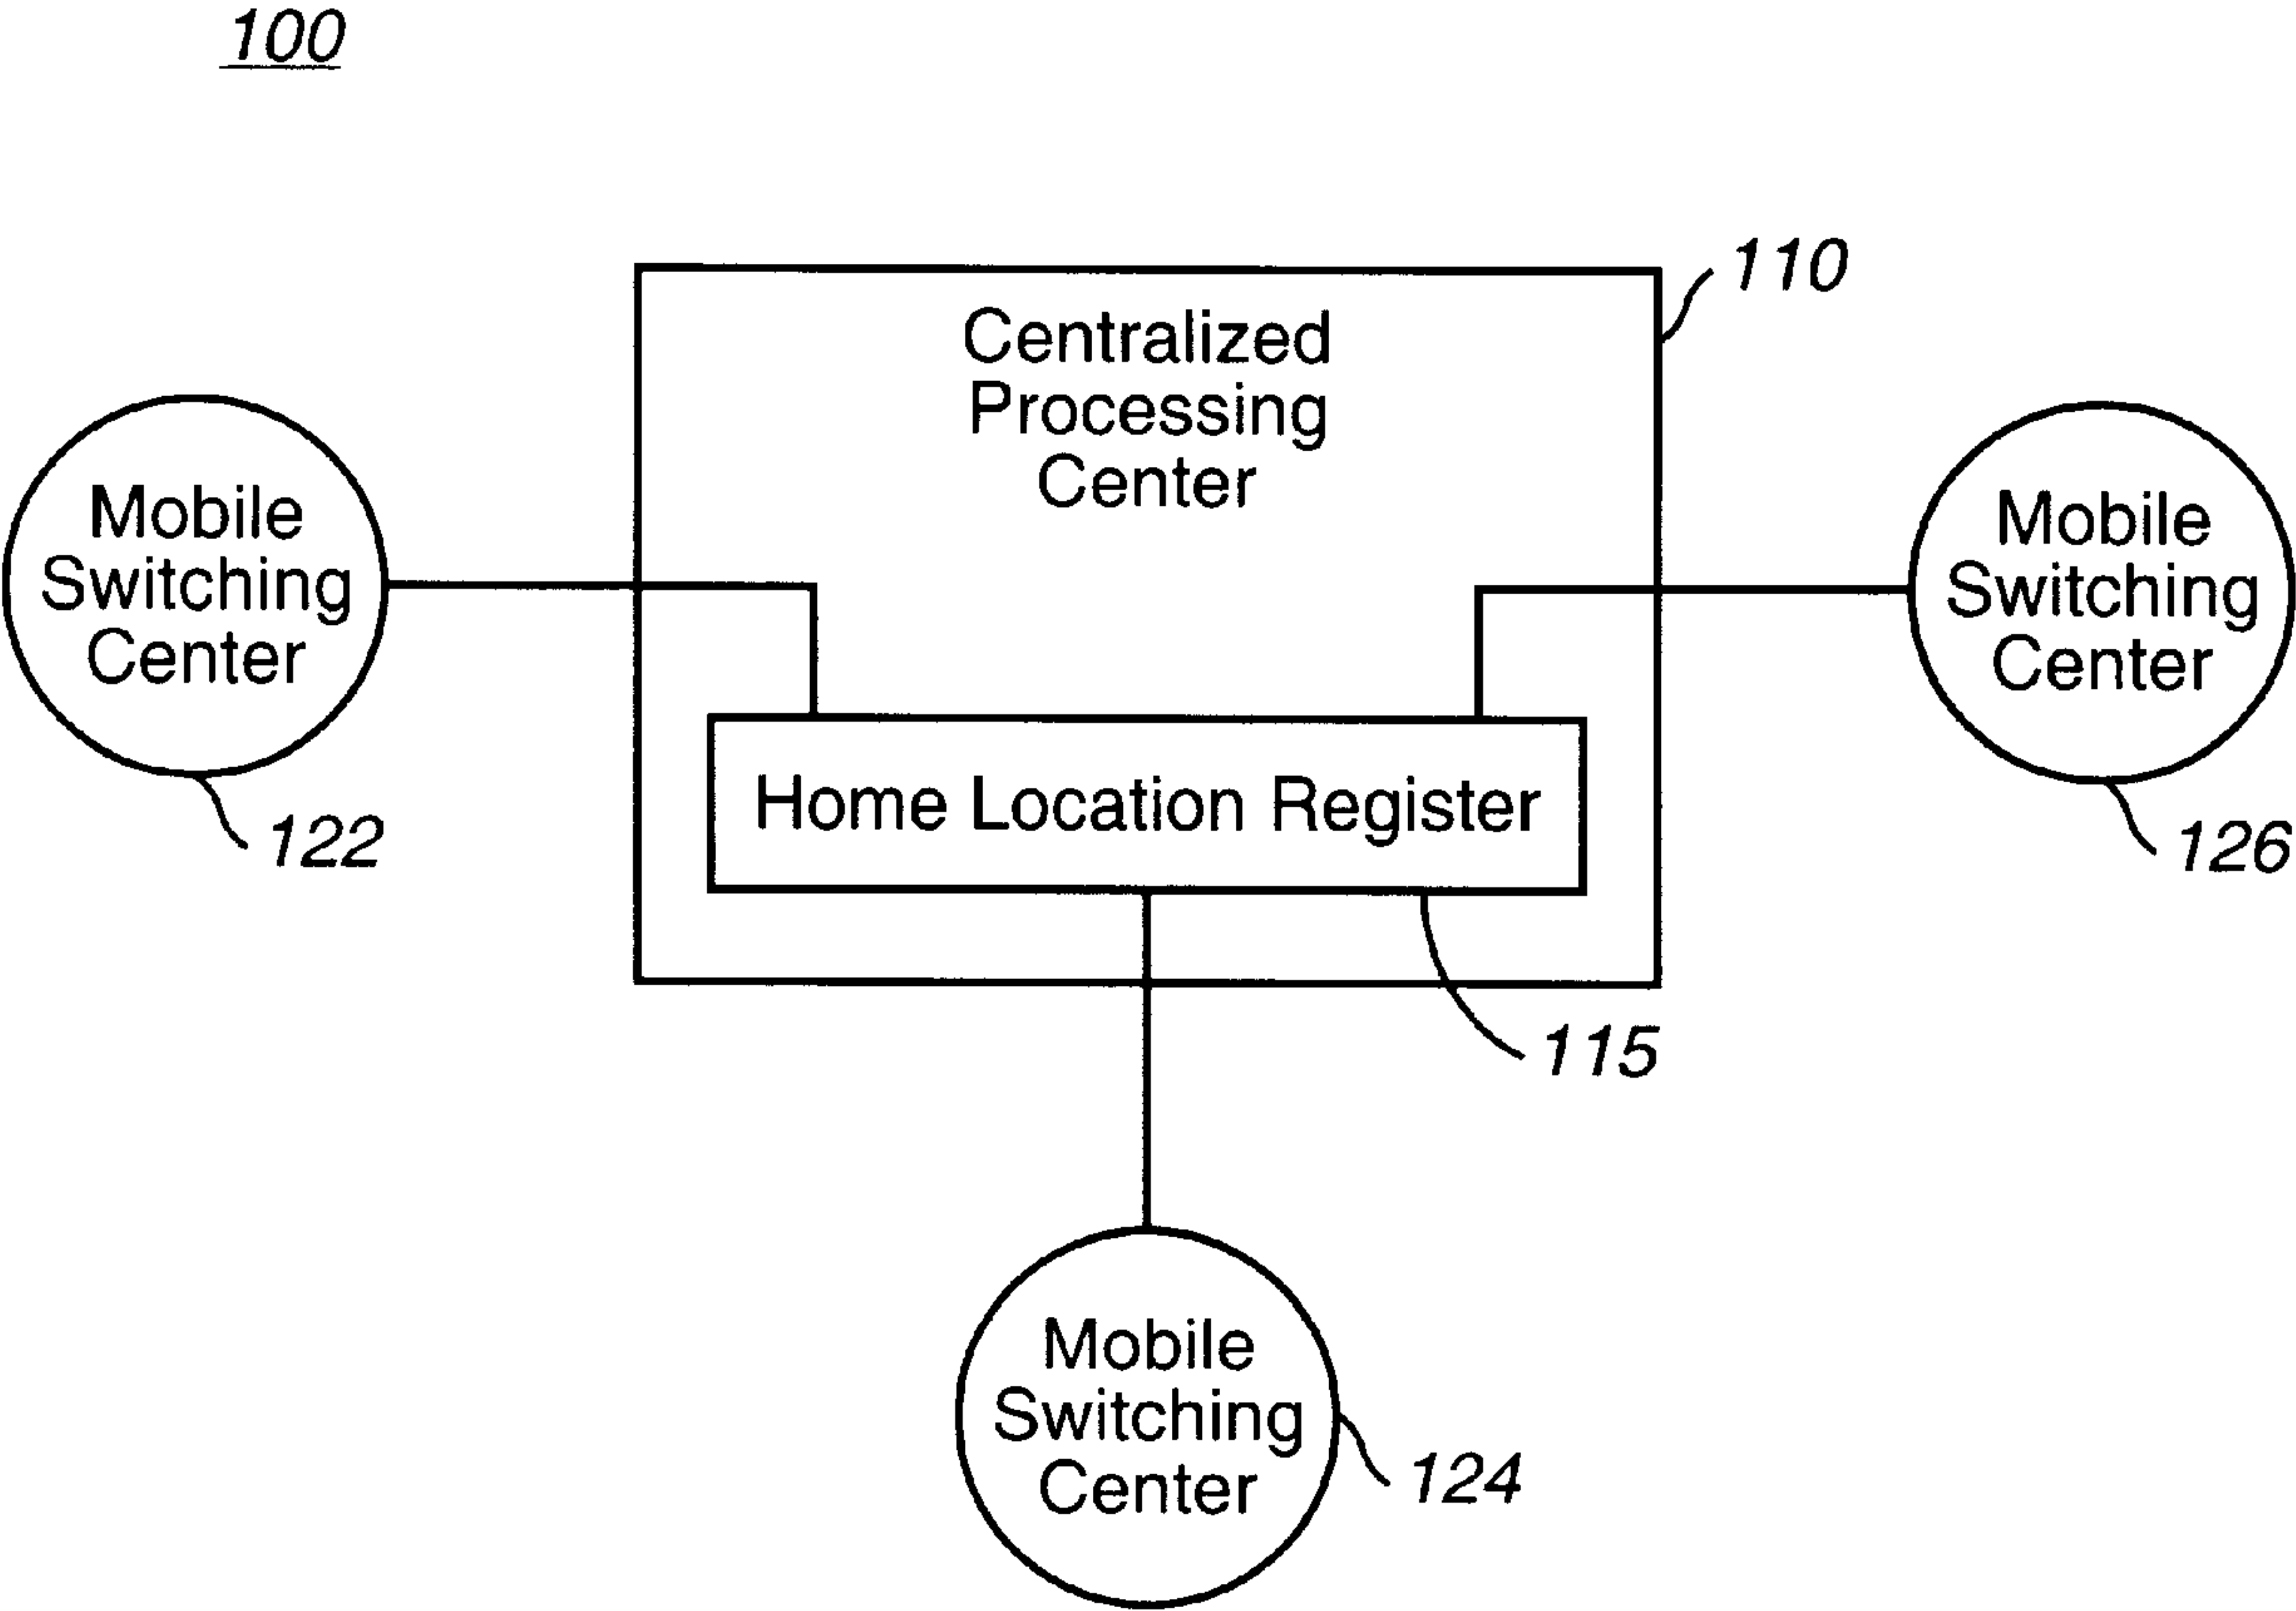 100
110
Centralized
Processing
Center
Mobile
Switching
Center
122
Mobile
Switching
Center
126
Home Location Register
115
Mobile
Switching
Center
124